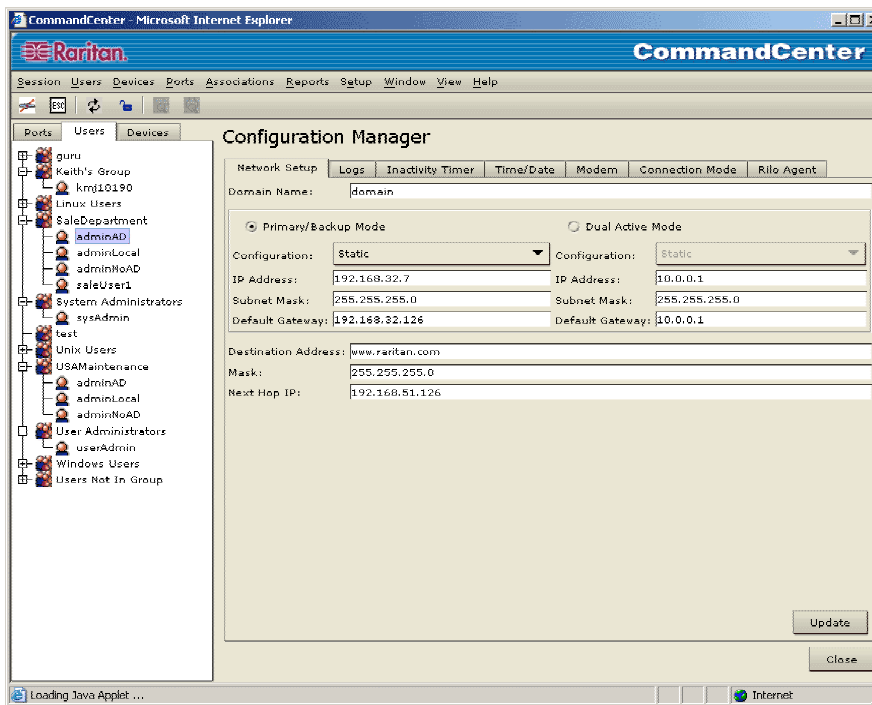 CommandCenter - Microsoft Internet Explorer
Raritan.
CommandCenter
Session Users Devices Ports Associations Reports Setup Window View Help
ESC
Ports Users Devices
guru
Keith's Group
kmj10190
Linux Users
SaleDepartment
adminAD
adminLocal
adminNoAD
saleUser1
System Administrators
sysAdmin
test
Unix Users
USAMaintenance
adminAD
adminLocal
adminNoAD
User Administrators
userAdmin
Windows Users
Users Not In Group
Configuration Manager
Network Setup Logs Inactivity Timer Time/Date Modem Connection Mode Rilo Agent
Domain Name: domain
Primary/Backup Mode Dual Active Mode
Configuration: Static Configuration: Static
IP Address: 192.168.32.7 IP Address: 10.0.0.1
Subnet Mask: 255.255.255.0 Subnet Mask: 255.255.255.0
Default Gateway: 192.168.32.126 Default Gateway: 10.0.0.1
Destination Address: www.raritan.com
Mask: 255.255.255.0
Next Hop IP: 192.168.51.126
Update
Close
Loading Java Applet ...
Internet